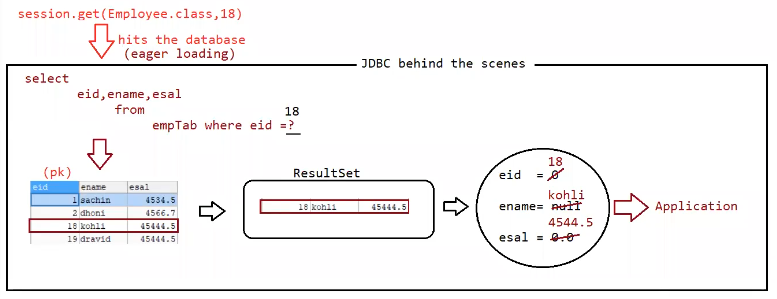 session.get(Employee.class,18)
hits the database
(eager loading)
JDBC behind the scenes
select
eid,ename,esal
from
18
empTab where eid =?
(pk)
eid ename esal
1 sachin 4534.5
2 dhoni 4566.7
18 kohli 45444.5
19 dravid 45444.5
ResultSet
18 kohli 45444.5
18
eid = 0
kohli
ename= null
4544.5
esal = 0.0
Application